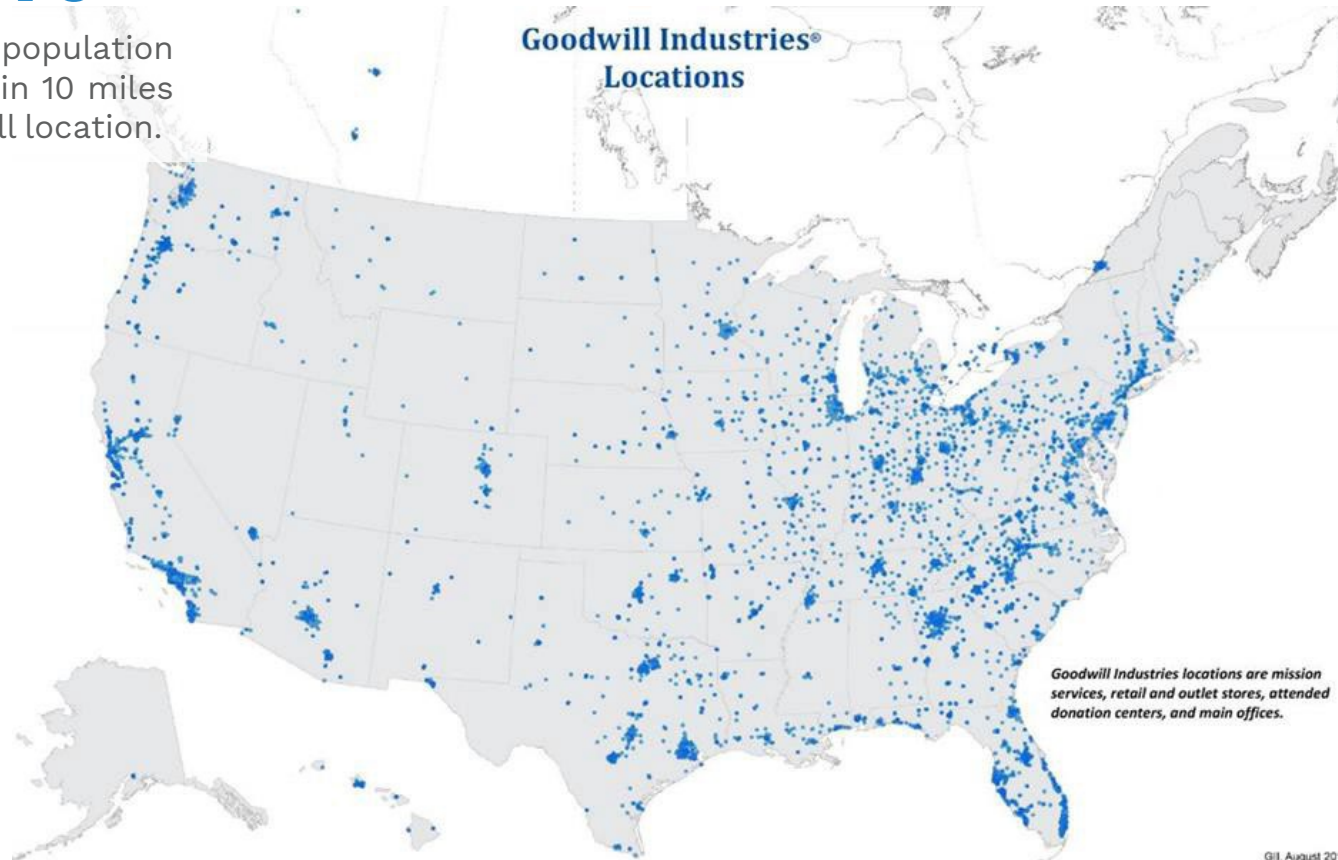 population
in 10 miles
ll location.
Goodwill Industries®
Locations
Goodwill Industries locations are mission
services, retail and outlet stores, attended
donation centers, and main offices.
GII, August 20